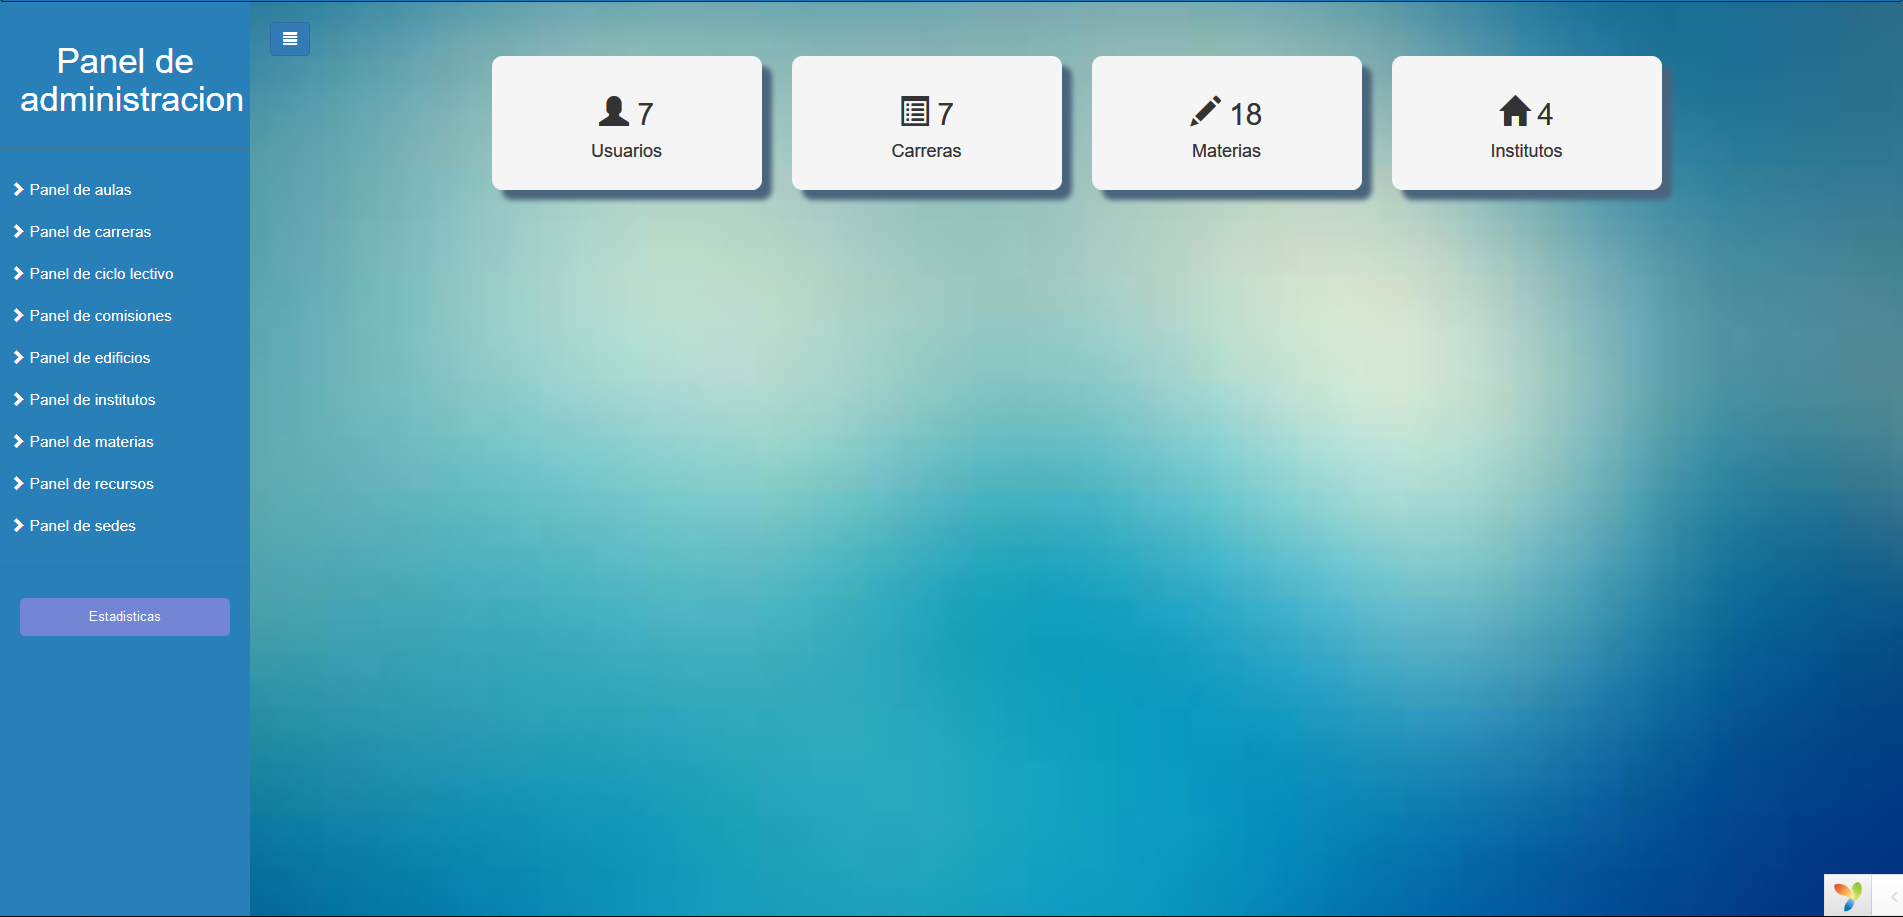 Panel de
administracion
Panel de aulas
Panel de carreras
Panel de ciclo lectivo
Panel de comisiones
Panel de edificios
Panel de institutos
Panel de materias
Panel de recursos
Panel de sedes
Estadisticas
7
Usuarios
7
Carreras
18
Materias
4
Institutos